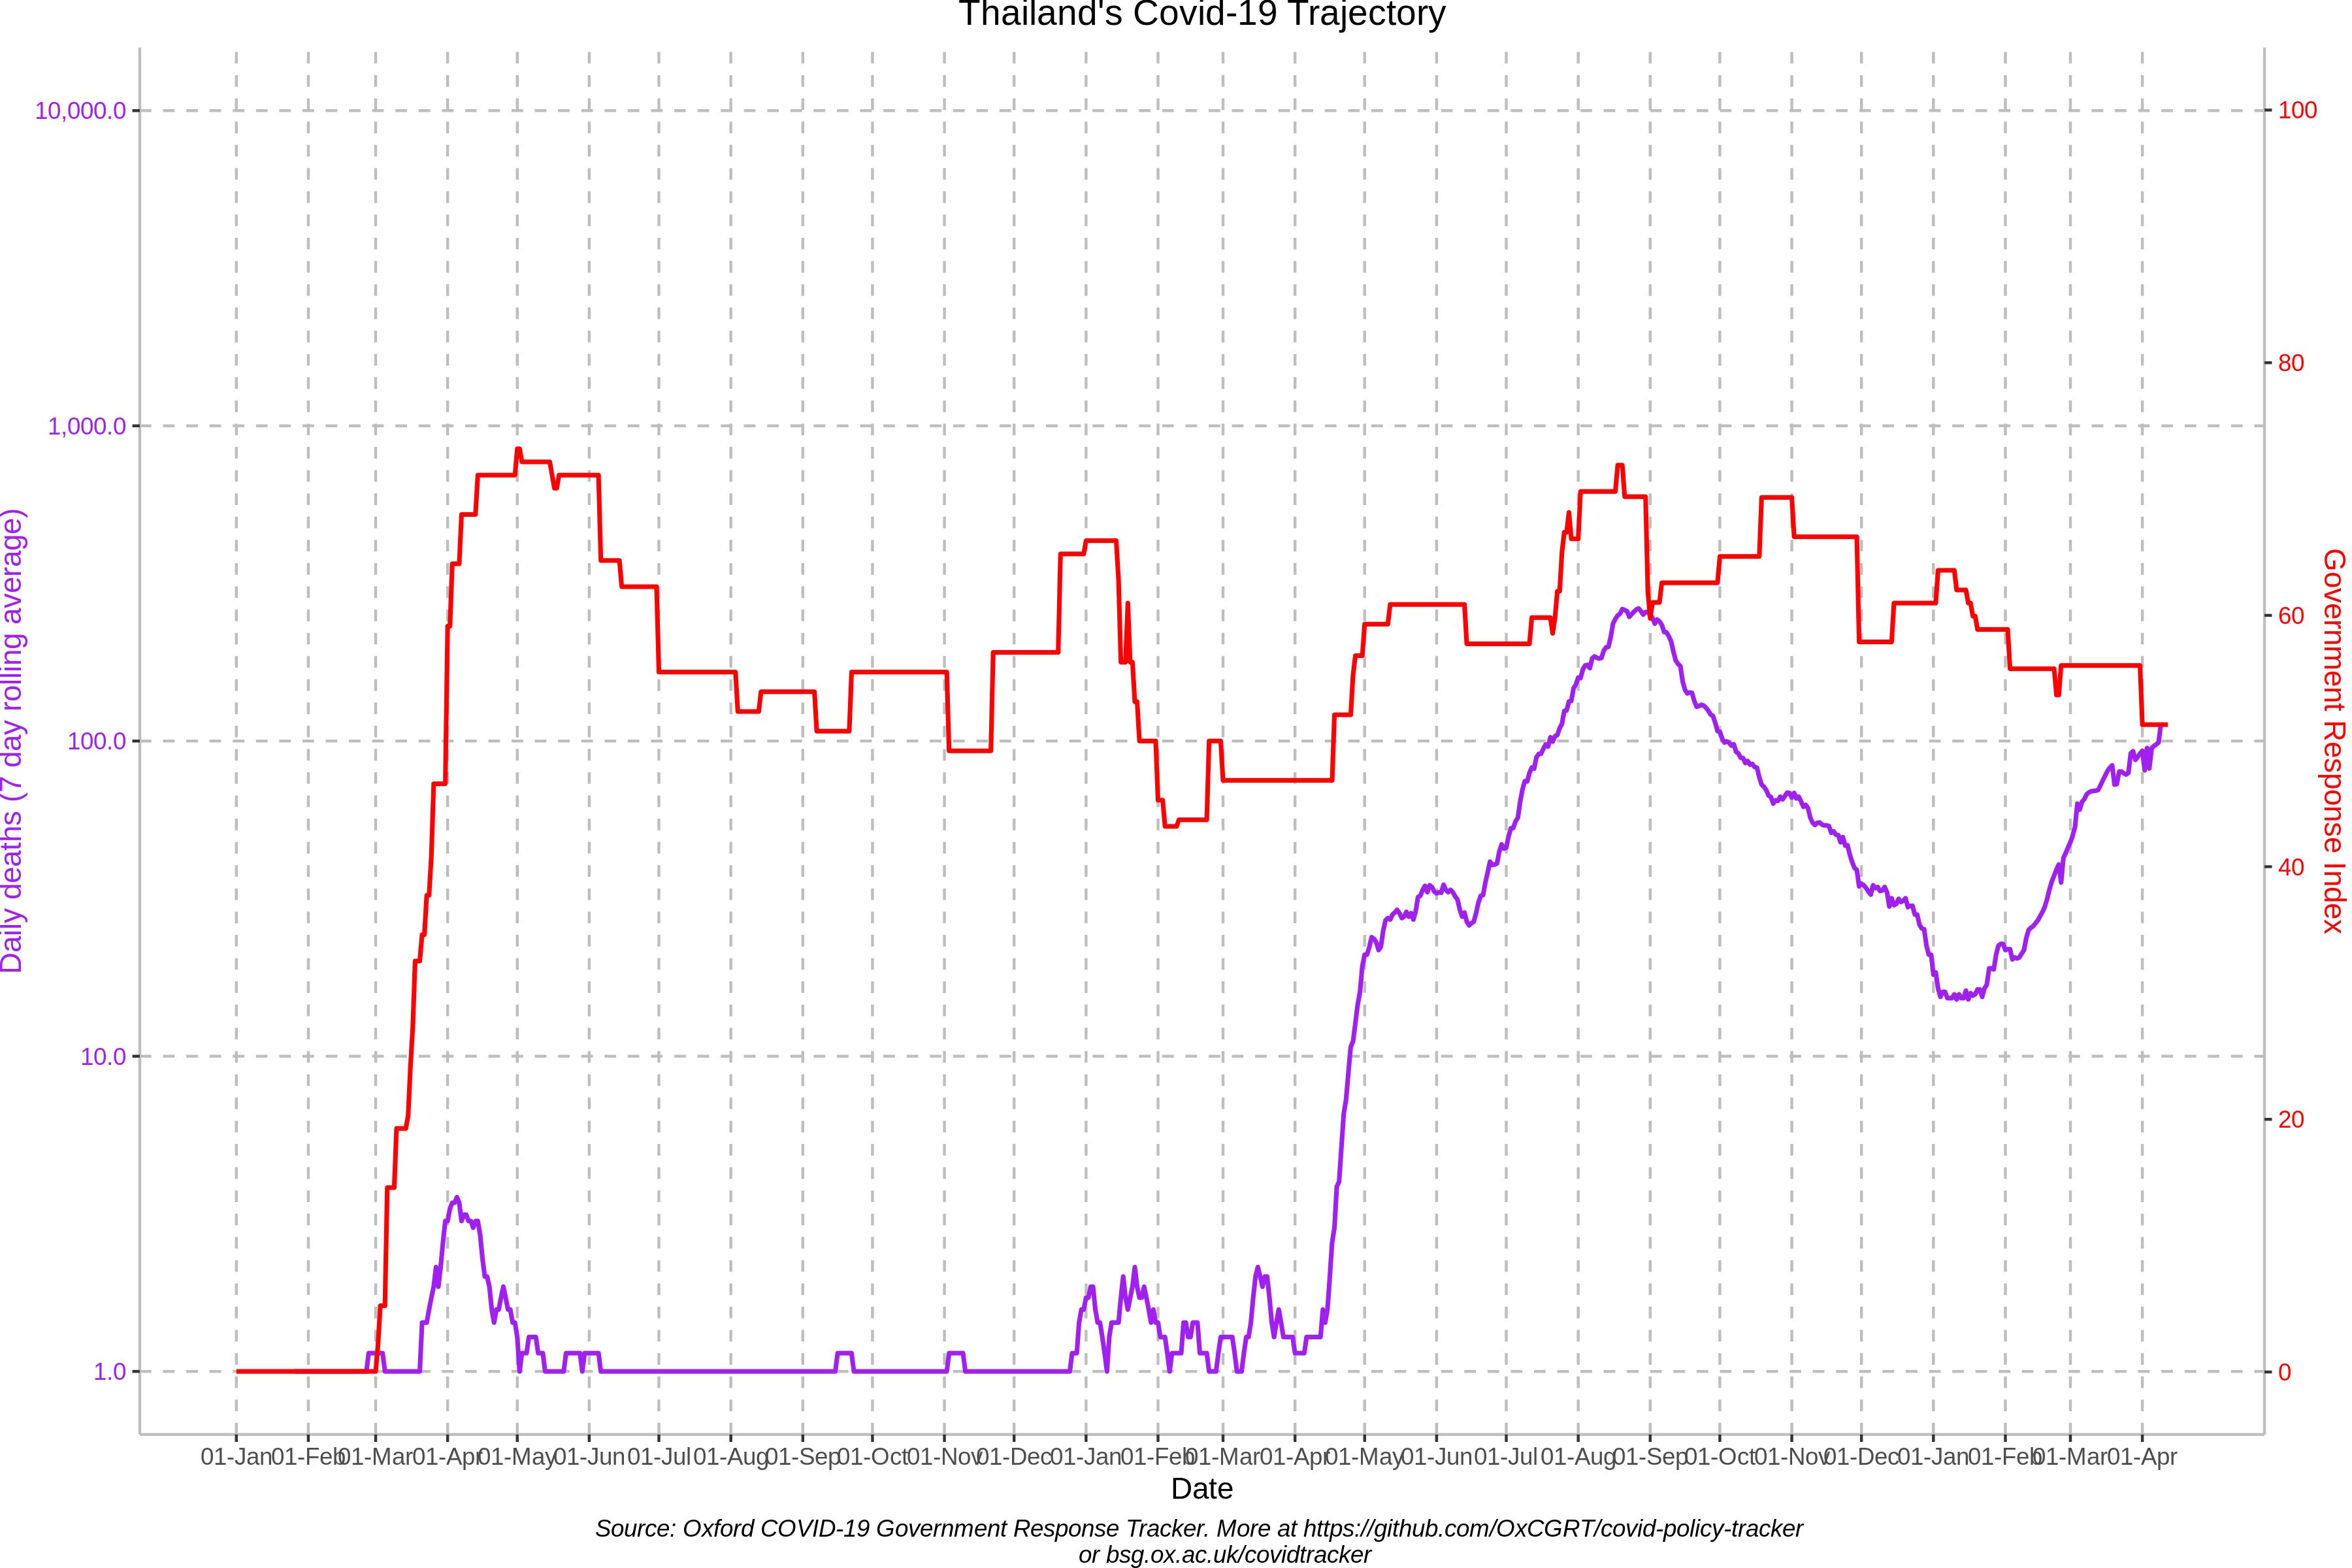 Thailand's Covid-19 Trajectory
10,000.0
1,000.0
100.0
10.0
1.0
Daily deaths (7 day rolling average)
100
80
60
40
20
0
Government Response Index
01-Jan 01-Feb 01-Mar 01-Apr 01-May 01-Jun 01-Jul 01-Aug 01-Sep 01-Oct 01-Nov 01-Dec 01-Jan 01-Feb 01-Mar 01-Apr 01-May 01-Jun 01-Jul 01-Aug 01-Sep 01-Oct 01-Nov 01-Dec 01-Jan 01-Feb 01-Mar 01-Apr
Date
Source: Oxford COVID-19 Government Response Tracker. More at https://github.com/OxCGRT/covid-policy-tracker
or bsg.ox.ac.uk/covidtracker